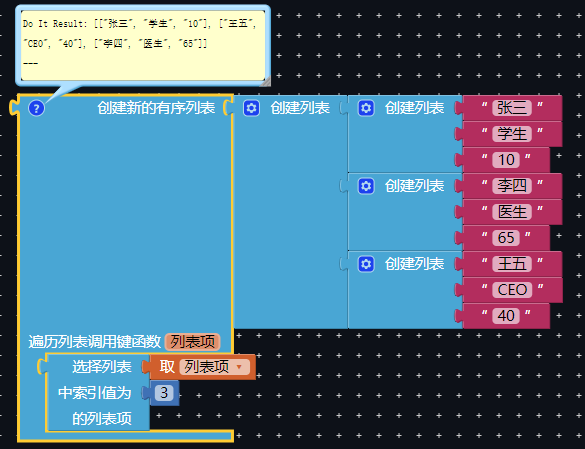 Do It Result: [["张三", "学生", "10"], ["王五",
"CEO", "40"], ["李四", "医生", "65"]]
---
? 创建新的有序列表 创建列表 创建列表 “ 张三 ”
“ 学生 ”
“ 10 ”
创建列表 “ 李四 ”
“ 医生 ”
“ 65 ”
创建列表 “ 王五 ”
“ CEO ”
“ 40 ”
遍历列表调用键函数 列表项
选择列表 取 列表项
中索引值为 3
的列表项